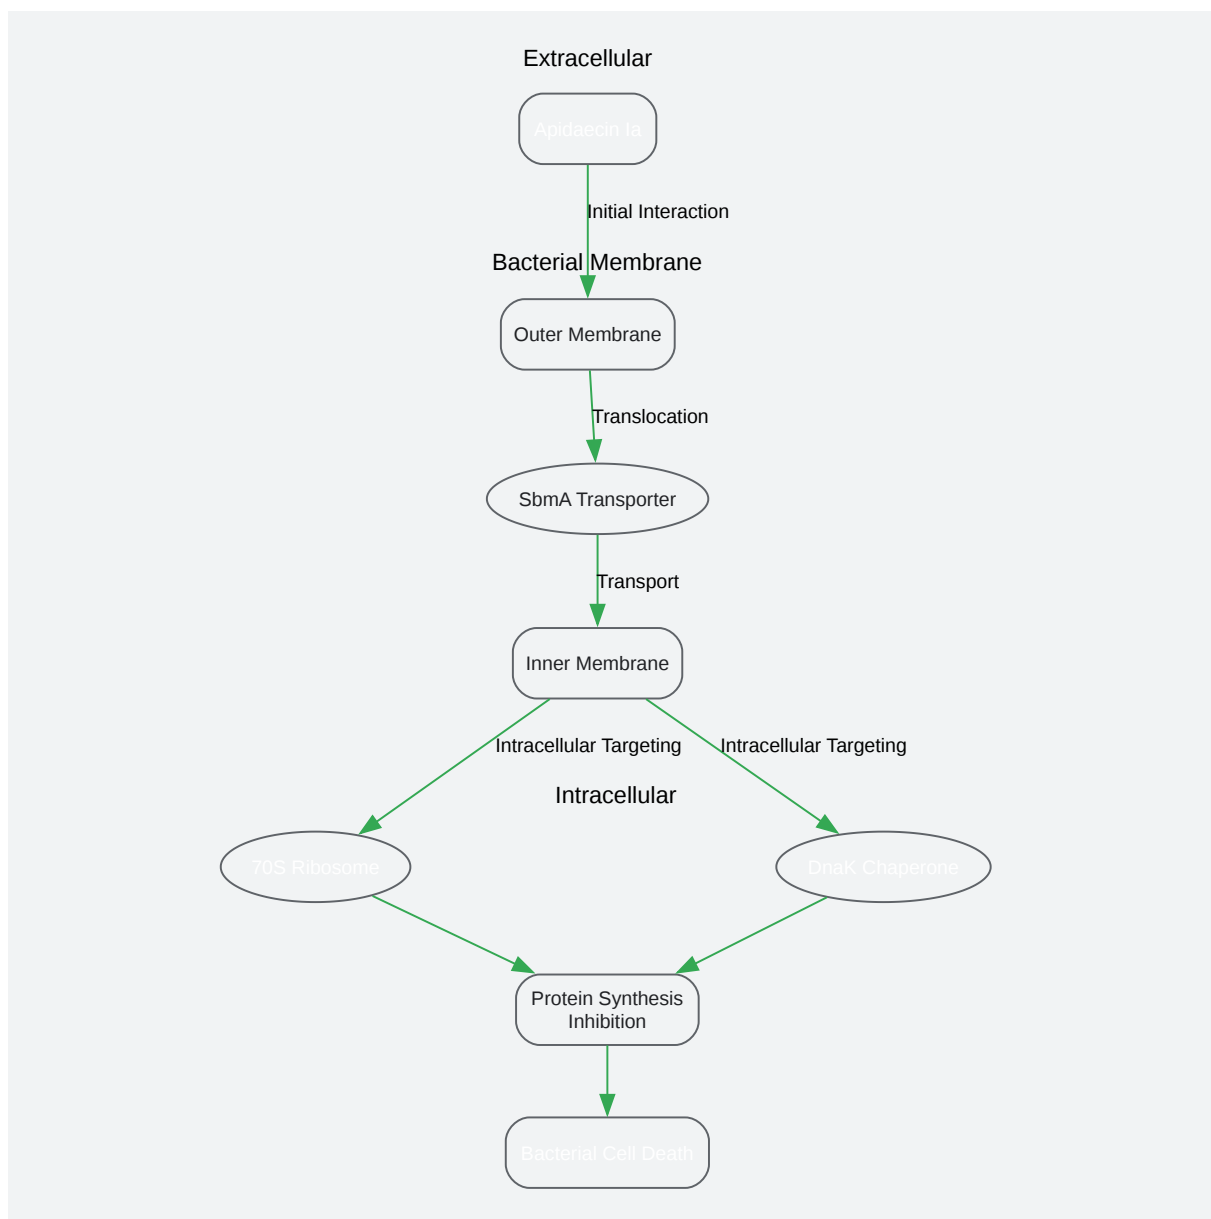 Extracellular
Apidaecin Ia
Initial Interaction
Bacterial Membrane
Outer Membrane
Translocation
SbmA Transporter
Transport
Inner Membrane
Intracellular Targeting
Intracellular Targeting
Intracellular
70S Ribosome
DnaK Chaperone
Protein Synthesis
Inhibition
Bacterial Cell Death